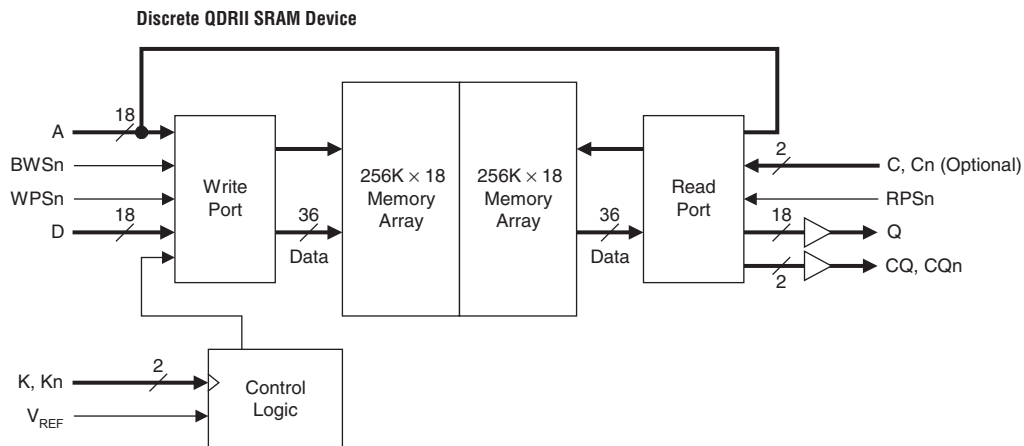 Discrete QDRII SRAM Device
A
18
BWSn
WPSn
D
18
Write
Port
36
Data
256K × 18
Memory
Array
256K × 18
Memory
Array
36
Data
Read
Port
2
C, Cn (Optional)
RPSn
18
Q
2
CQ, CQn
K, Kn
2
VREF
Control
Logic